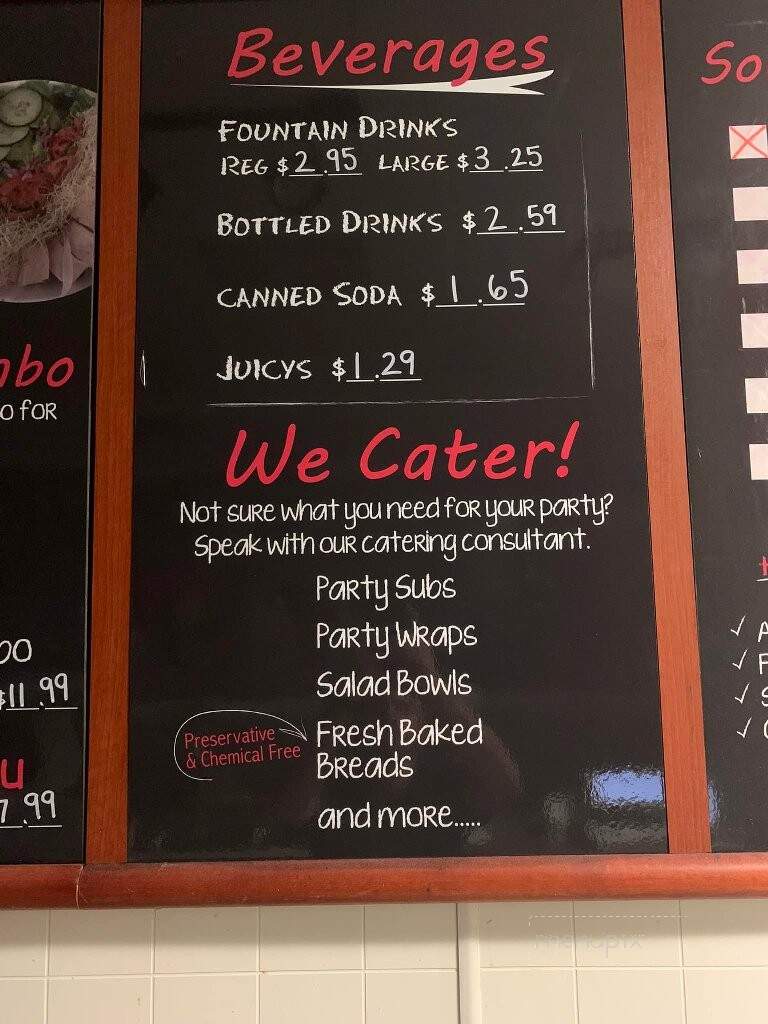 Beverages
Fountain Drinks
Reg $2.95 Large $3.25
Bottled Drinks $2.59
Canned Soda $1.65
Juicys $1.29
We Cater!
Not sure what you need for your party?
Speak with our catering consultant.
Party Subs
Party Wraps
Salad Bowls
Preservative
& Chemical Free
Fresh Baked
Breads
and more.....
o for
$11.99
7.99
So
menupix